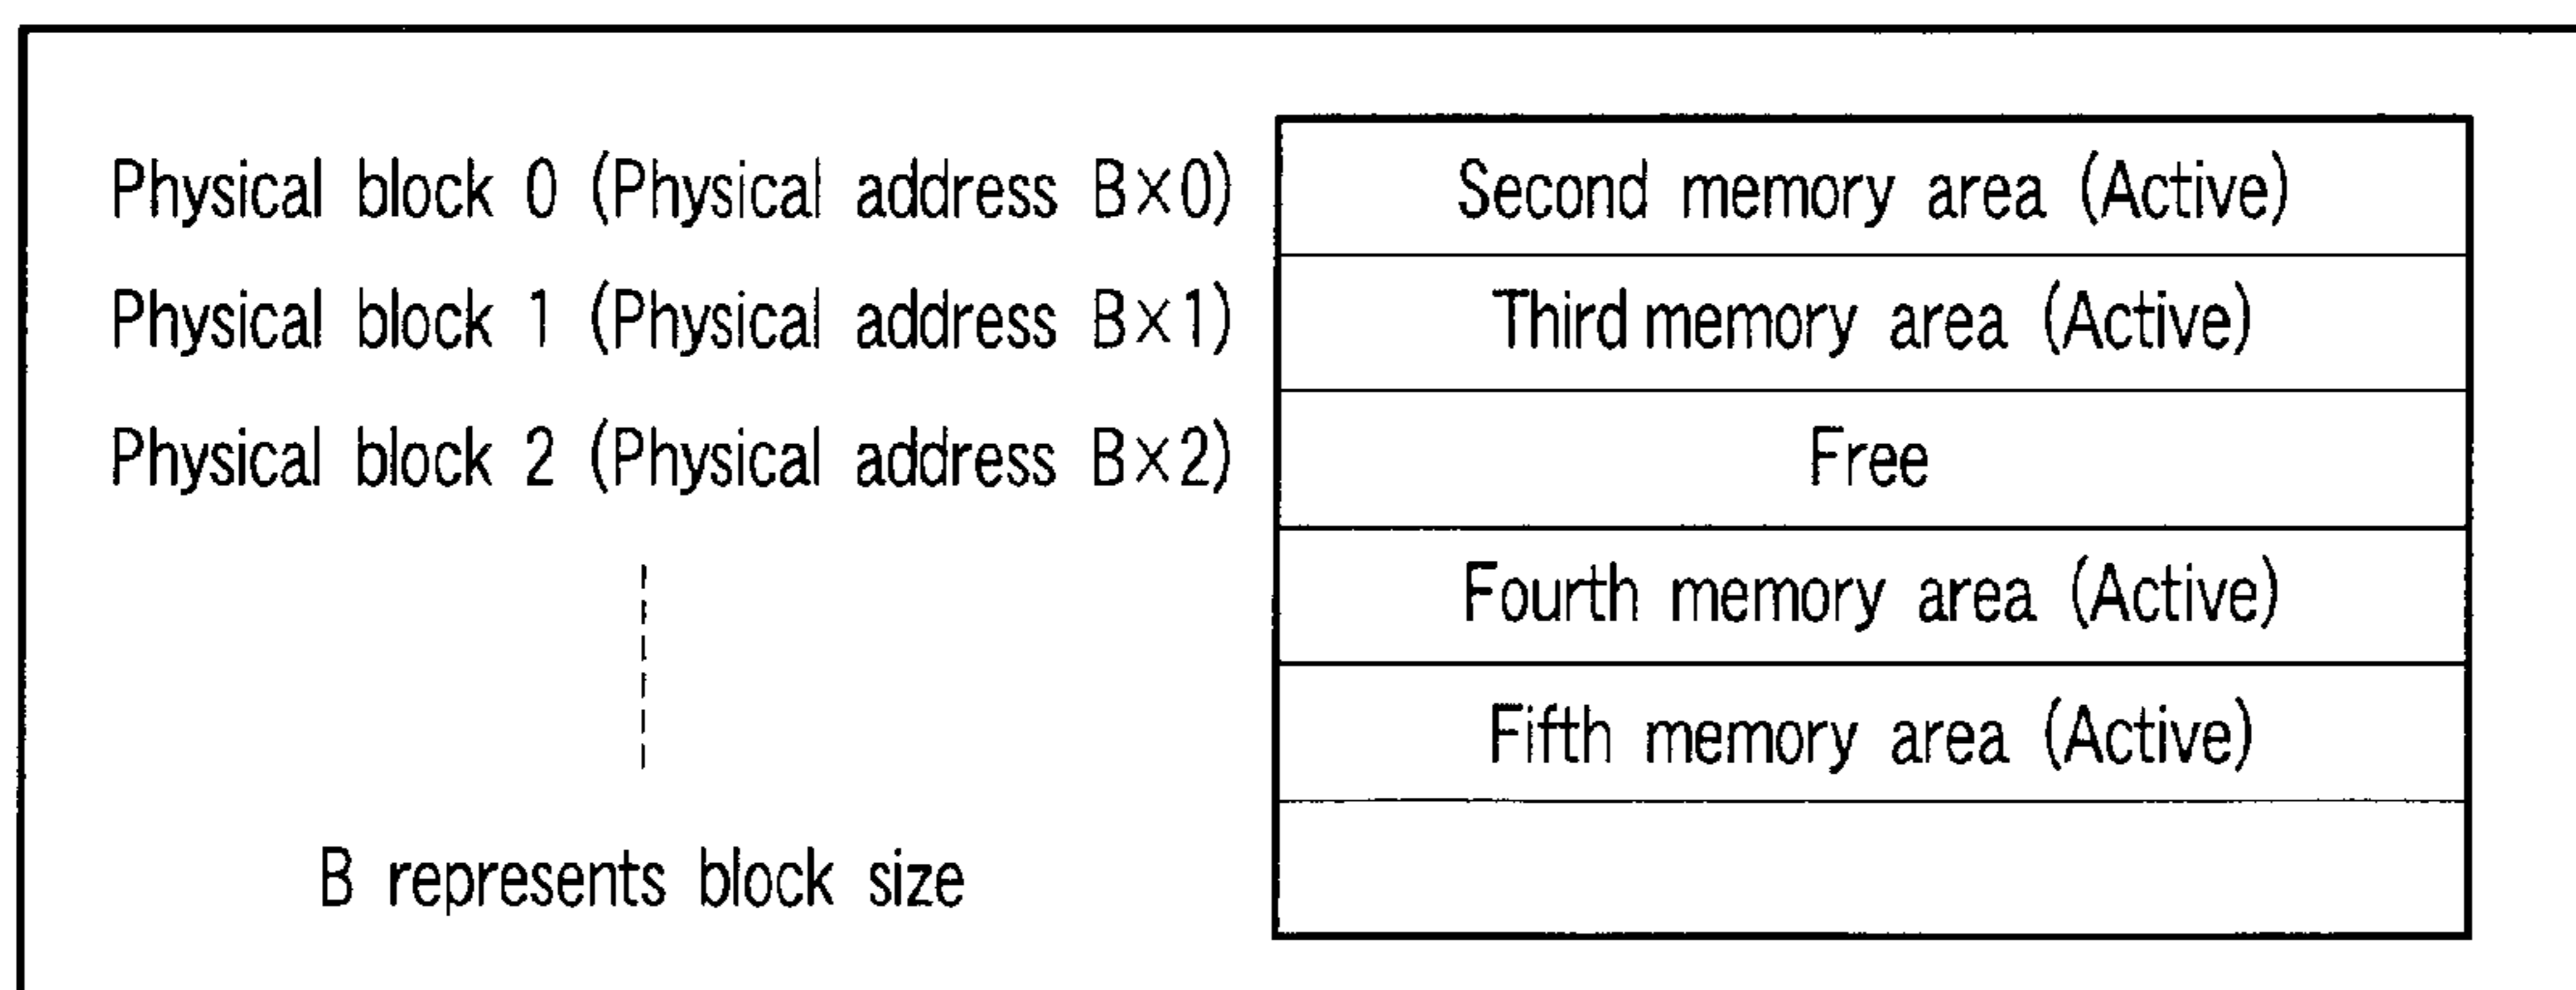 Physical block 0 (Physical address B×0) Second memory area (Active)
Physical block 1 (Physical address B×1) Third memory area (Active)
Physical block 2 (Physical address B×2) Free
Fourth memory area (Active)
Fifth memory area (Active)
B represents block size